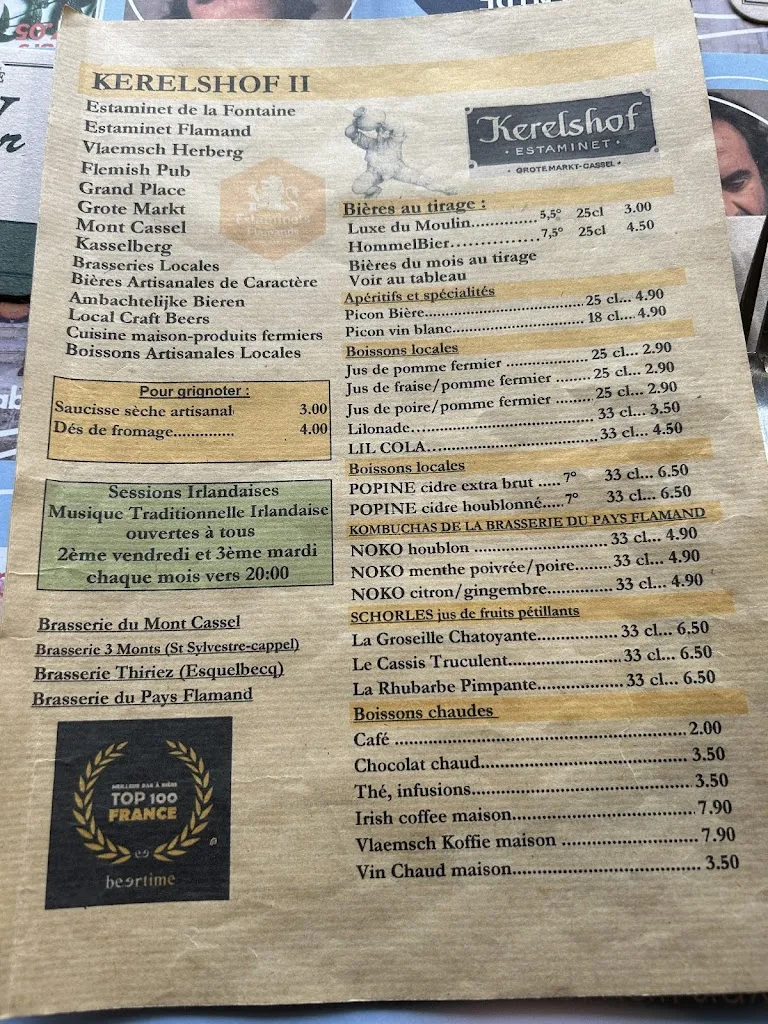 KERELSHOF II
Estaminet de la Fontaine
Estaminet Flamand
Vlaemsch Herberg
Flemish Pub
Grand Place
Grote Markt
Mont Cassel
Kasselberg
Brasseries Locales
Bières Artisanales de Caractère
Ambachtelijke Bieren
Local Craft Beers
Cuisine maison-produits fermiers
Boissons Artisanales Locales
Pour grignoter :
Saucisse sèche artisanal 3.00
Dés de fromage.............. 4.00
Sessions Irlandaises
Musique Traditionnelle Irlandaise
ouvertes à tous
2ème vendredi et 3ème mardi
chaque mois vers 20:00
Brasserie du Mont Cassel
Brasserie 3 Monts (St Sylvestre-cappel)
Brasserie Thiriez (Esquelbecq)
Brasserie du Pays Flamand
MEILLEUR BAR À BIÈRE
TOP 100
FRANCE
beertime
Kerelshof
• ESTAMINET •
• GROTE MARKT-CASSEL •
Bières au tirage :
Luxe du Moulin.............. 5,5° 25cl 3.00
HommelBier.................. 7,5° 25cl 4.50
Bières du mois au tirage
Voir au tableau
Apéritifs et spécialités
Picon Bière.............................. 25 cl... 4.90
Picon vin blanc......................... 18 cl... 4.90
Boissons locales
Jus de pomme fermier ................ 25 cl... 2.90
Jus de fraise/pomme fermier ........ 25 cl... 2.90
Jus de poire/pomme fermier ........ 25 cl... 2.90
Lilonade.................................... 33 cl... 3.50
LIL COLA................................. 33 cl... 4.50
Boissons locales
POPINE cidre extra brut ..... 7° 33 cl... 6.50
POPINE cidre houblonné..... 7° 33 cl... 6.50
KOMBUCHAS DE LA BRASSERIE DU PAYS FLAMAND
NOKO houblon ........................ 33 cl... 4.90
NOKO menthe poivrée/poire....... 33 cl... 4.90
NOKO citron/gingembre............. 33 cl... 4.90
SCHORLES jus de fruits pétillants
La Groseille Chatoyante............... 33 cl... 6.50
Le Cassis Truculent..................... 33 cl... 6.50
La Rhubarbe Pimpante................ 33 cl... 6.50
Boissons chaudes
Café ...................................................... 2.00
Chocolat chaud...................................... 3.50
Thé, infusions........................................ 3.50
Irish coffee maison................................. 7.90
Vlaemsch Koffie maison ........................ 7.90
Vin Chaud maison................................. 3.50